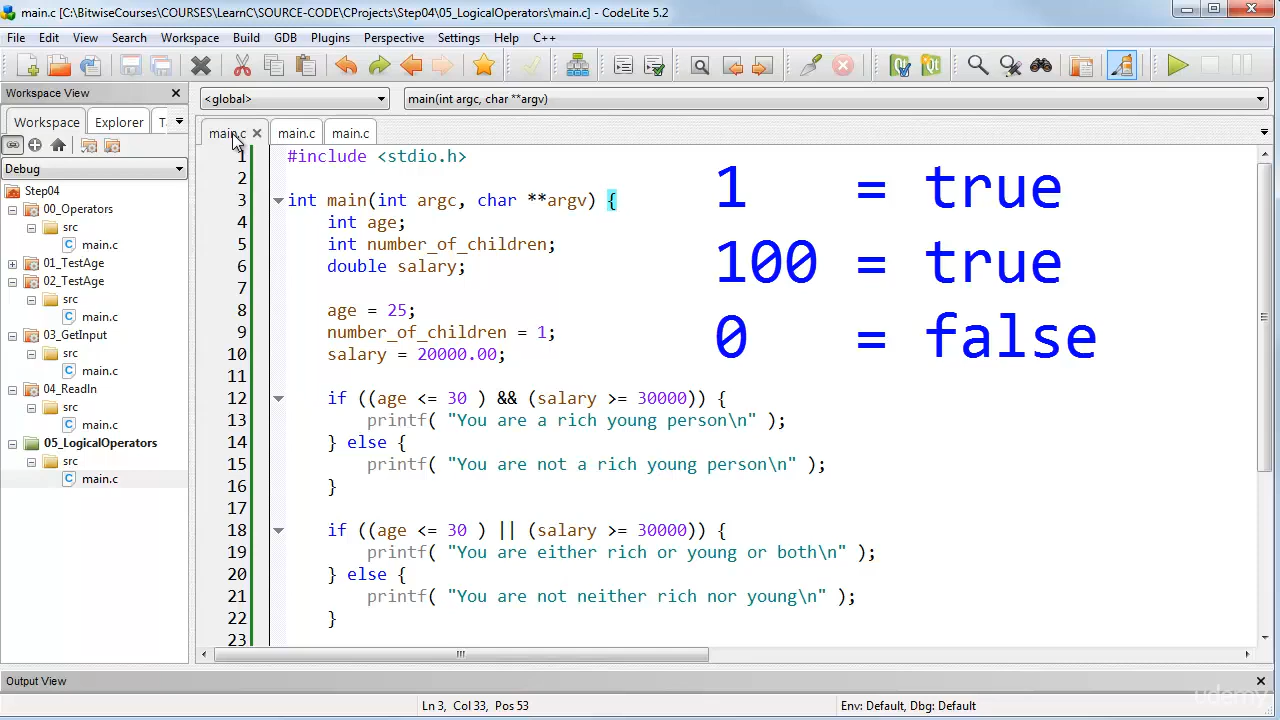 main.c [C:\BitwiseCourses\COURSES\LearnC\SOURCE-CODE\CProjects\Step04\05_LogicalOperators\main.c] - CodeLite 5.2
File Edit View Search Workspace Build GDB Plugins Perspective Settings Help C++
Workspace View
<global>
main(int argc, char **argv)
Workspace Explorer T
main.c main.c main.c
Debug
Step04
00_Operators
src
main.c
01_TestAge
02_TestAge
src
main.c
03_GetInput
src
main.c
04_ReadIn
src
main.c
05_LogicalOperators
src
main.c
1 #include <stdio.h>
2
3 int main(int argc, char **argv) {
4 int age;
5 int number_of_children;
6 double salary;
7
8 age = 25;
9 number_of_children = 1;
10 salary = 20000.00;
11
12 if ((age <= 30 ) && (salary >= 30000)) {
13 printf( "You are a rich young person\n" );
14 } else {
15 printf( "You are not a rich young person\n" );
16 }
17
18 if ((age <= 30 ) || (salary >= 30000)) {
19 printf( "You are either rich or young or both\n" );
20 } else {
21 printf( "You are not neither rich nor young\n" );
22 }
23
1 = true
100 = true
0 = false
Output View
Ln 3, Col 33, Pos 53
Env: Default, Dbg: Default
udemy